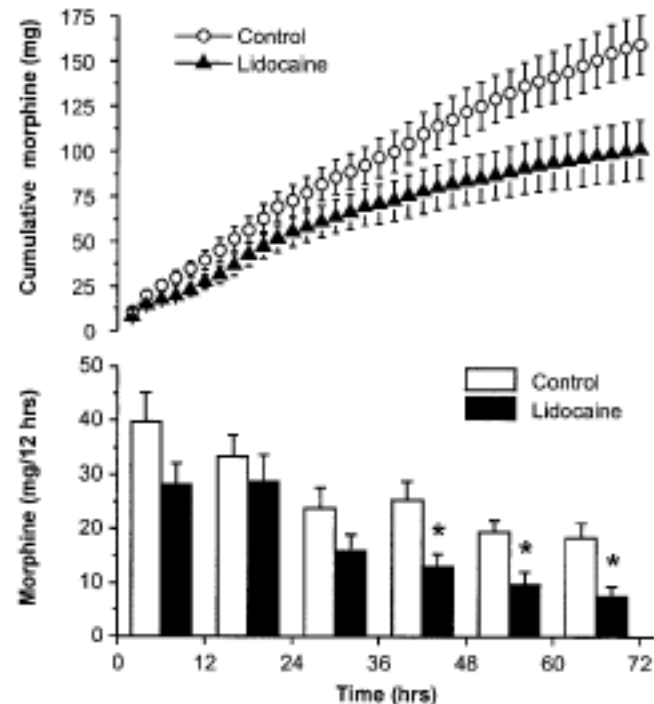 Cumulative morphine (mg)
175
150
125
100
75
50
25
0
Control
Lidocaine
Morphine (mg/12 hrs)
50
40
30
20
10
0
Control
Lidocaine
*
*
*
0 12 24 36 48 60 72
Time (hrs)